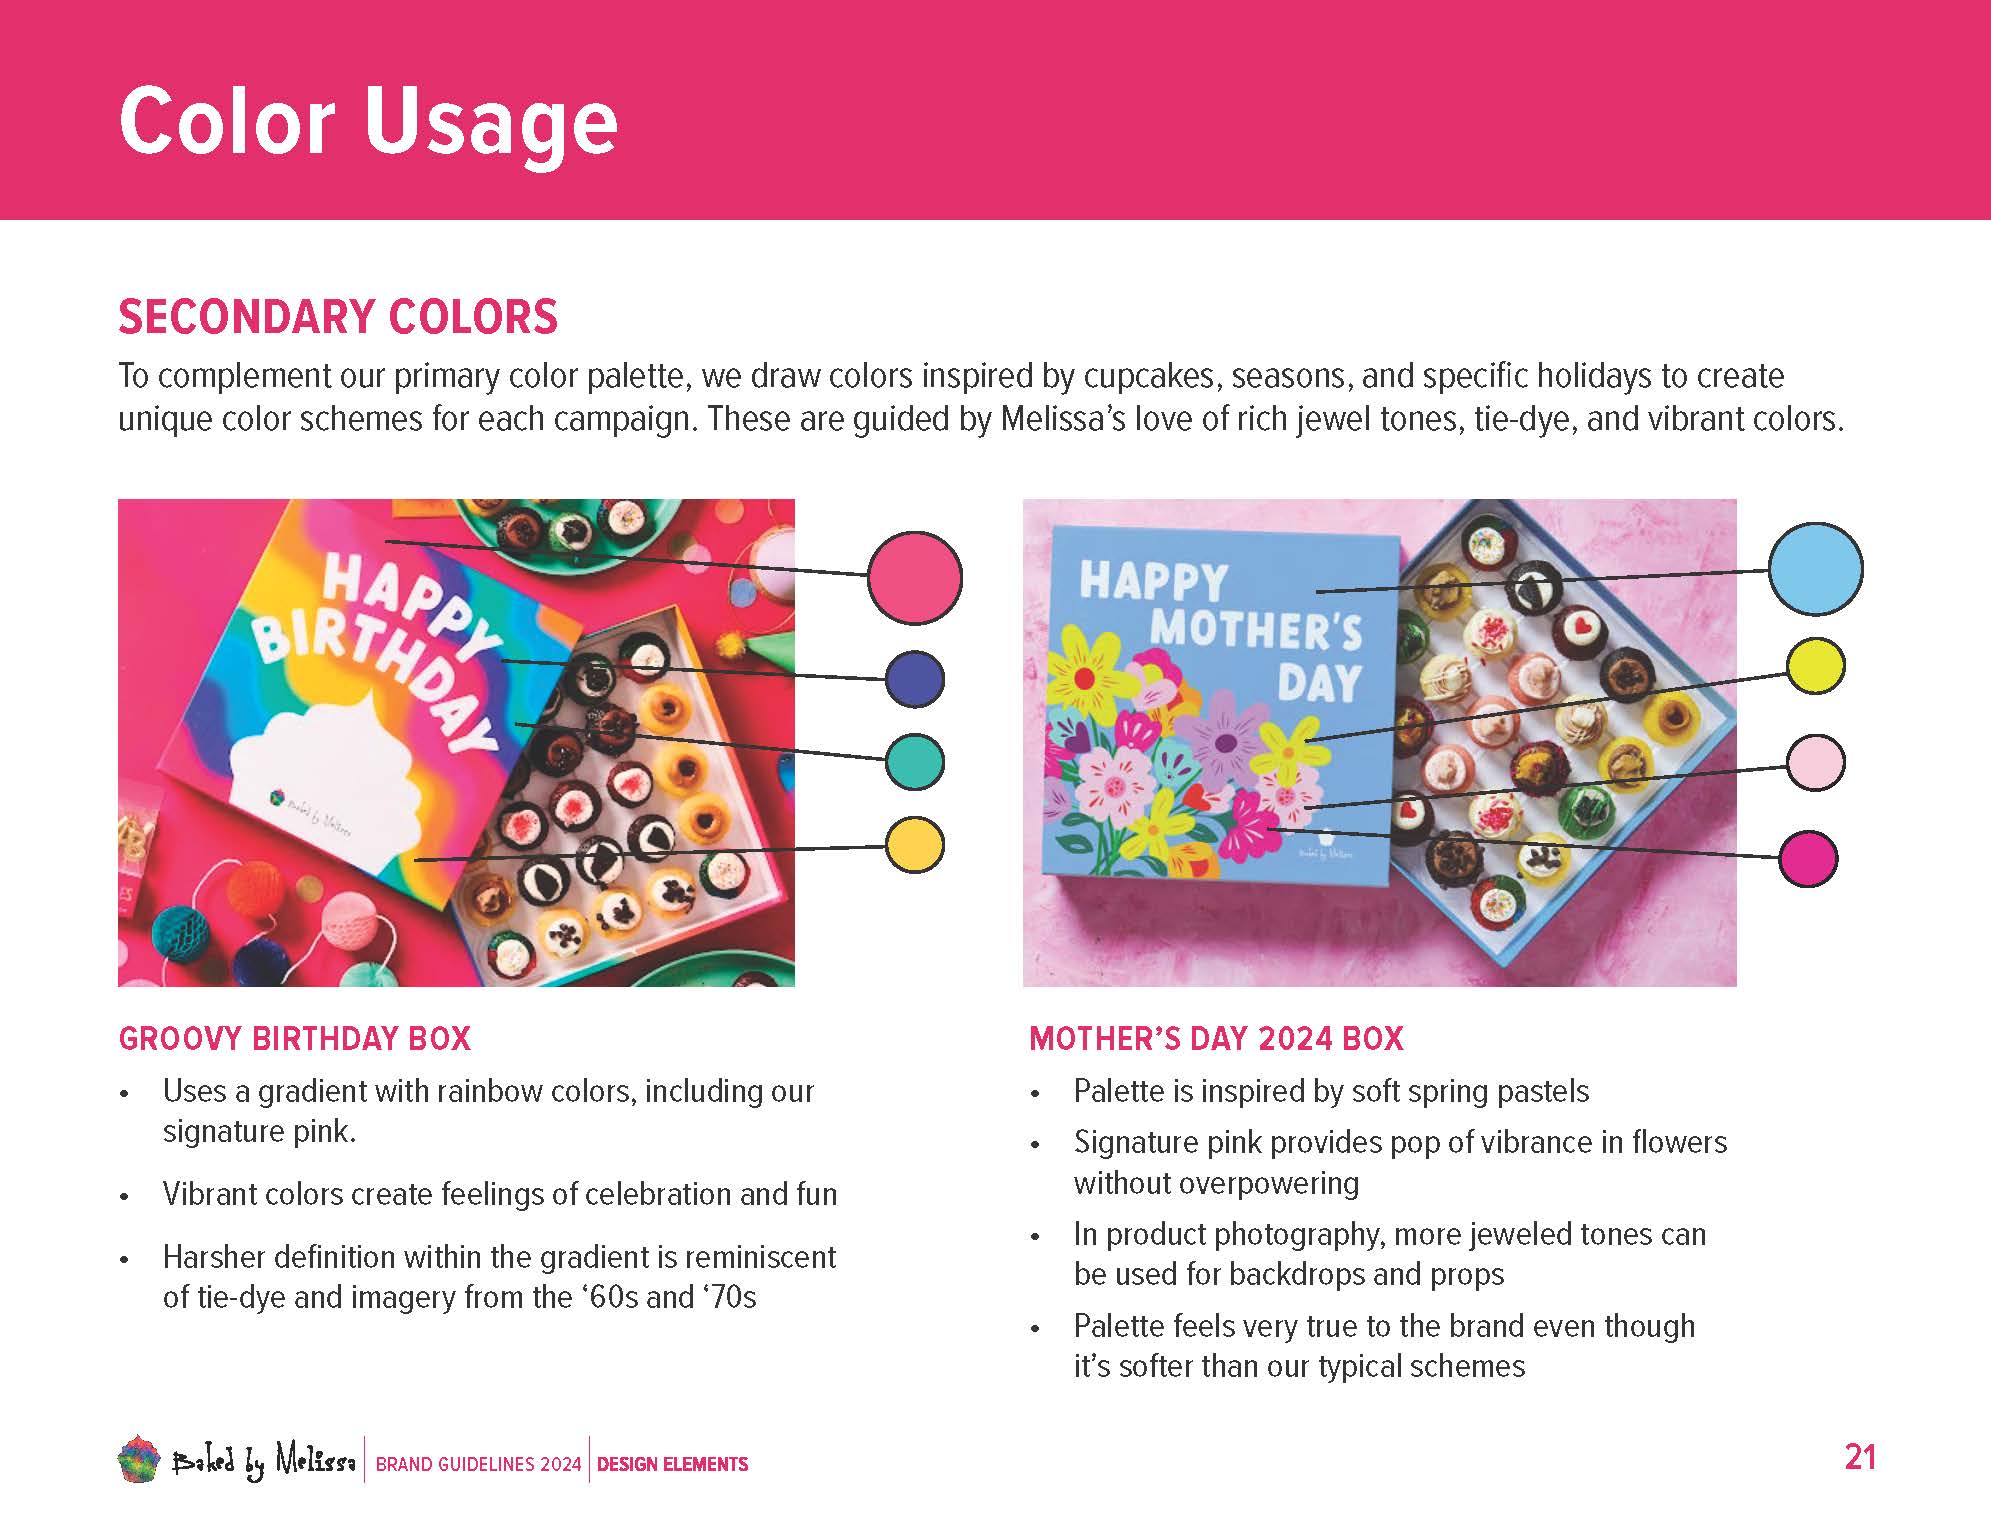 Color Usage
SECONDARY COLORS
To complement our primary color palette, we draw colors inspired by cupcakes, seasons, and specific holidays to create
unique color schemes for each campaign. These are guided by Melissa’s love of rich jewel tones, tie-dye, and vibrant colors.
HAPPY
BIRTHDAY
Baked by Melissa
HAPPY
MOTHER’S
DAY
Baked by Melissa
GROOVY BIRTHDAY BOX
• Uses a gradient with rainbow colors, including our
signature pink.
• Vibrant colors create feelings of celebration and fun
• Harsher definition within the gradient is reminiscent
of tie-dye and imagery from the ‘60s and ‘70s
MOTHER’S DAY 2024 BOX
• Palette is inspired by soft spring pastels
• Signature pink provides pop of vibrance in flowers
without overpowering
• In product photography, more jeweled tones can
be used for backdrops and props
• Palette feels very true to the brand even though
it’s softer than our typical schemes
Baked by Melissa | BRAND GUIDELINES 2024 | DESIGN ELEMENTS
21